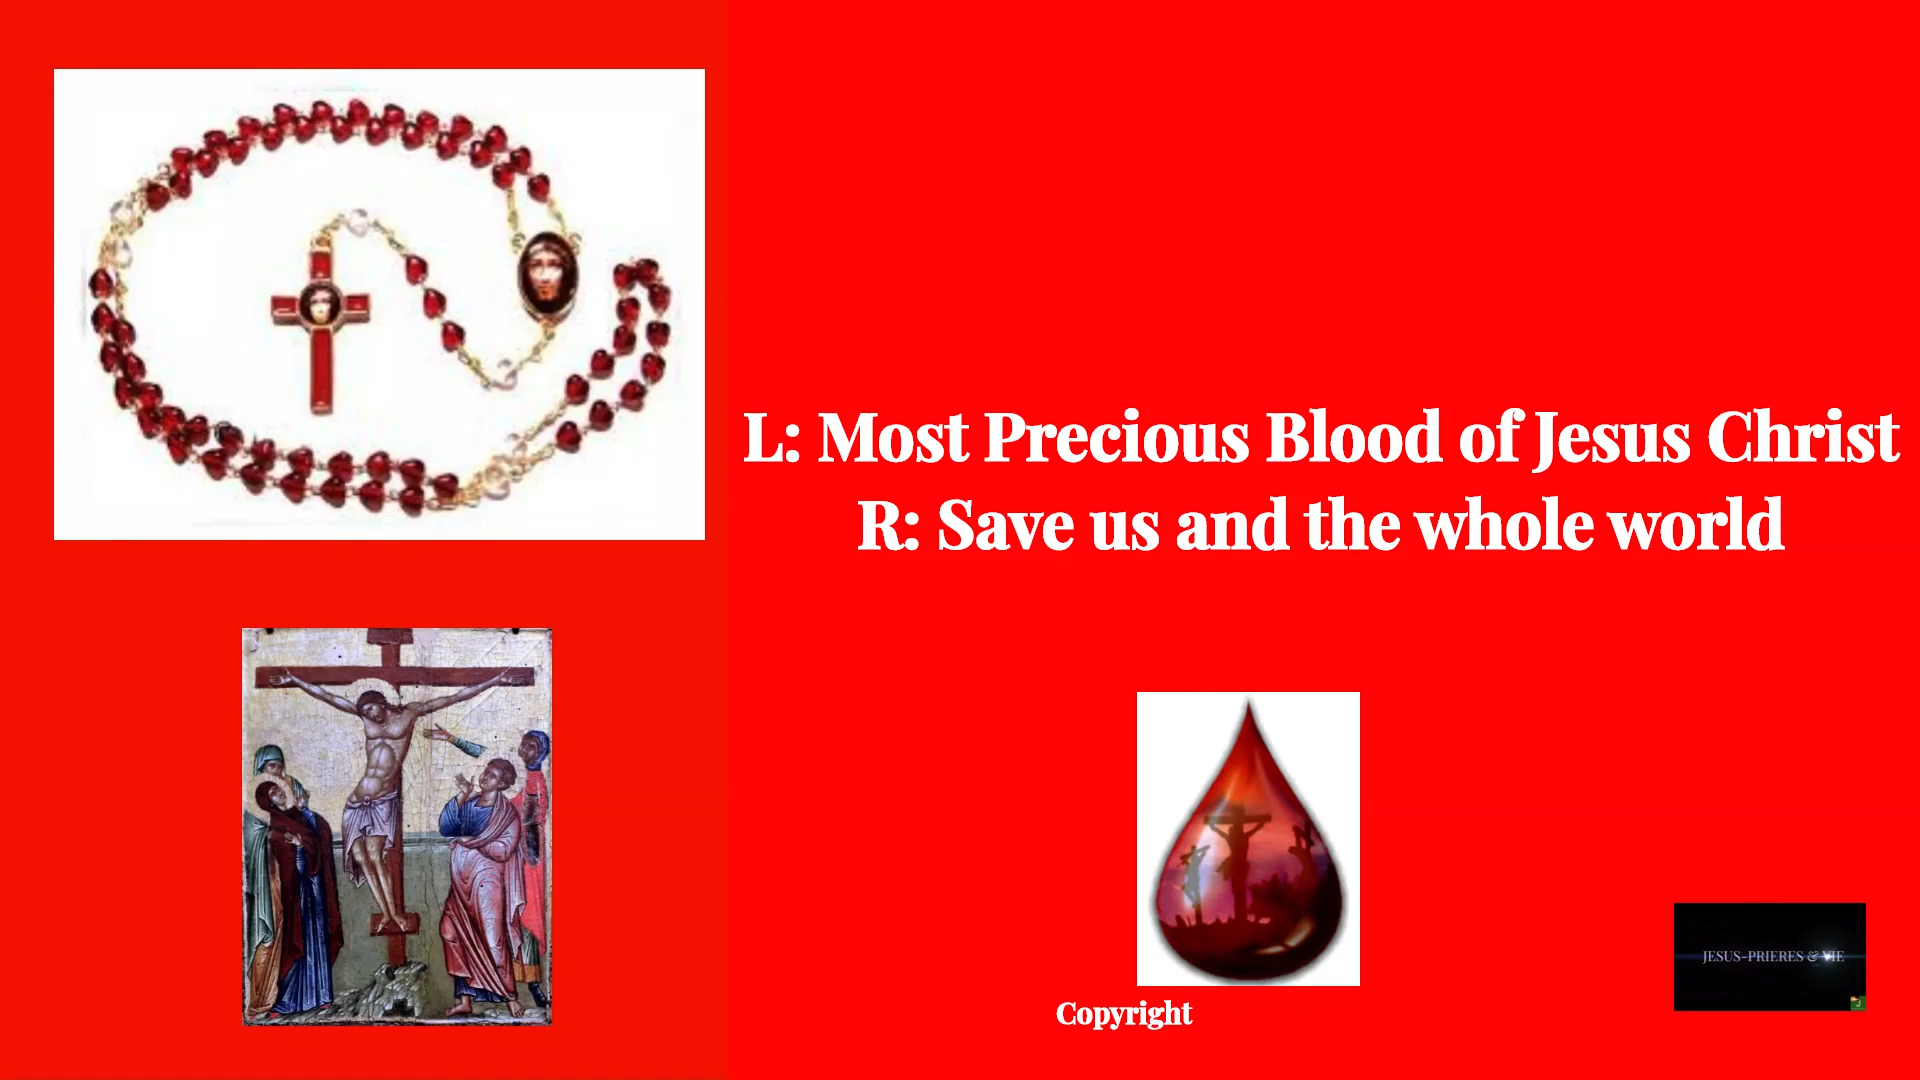 L: Most Precious Blood of Jesus Christ
R: Save us and the whole world
Copyright
JESUS-PRIERES & VIE